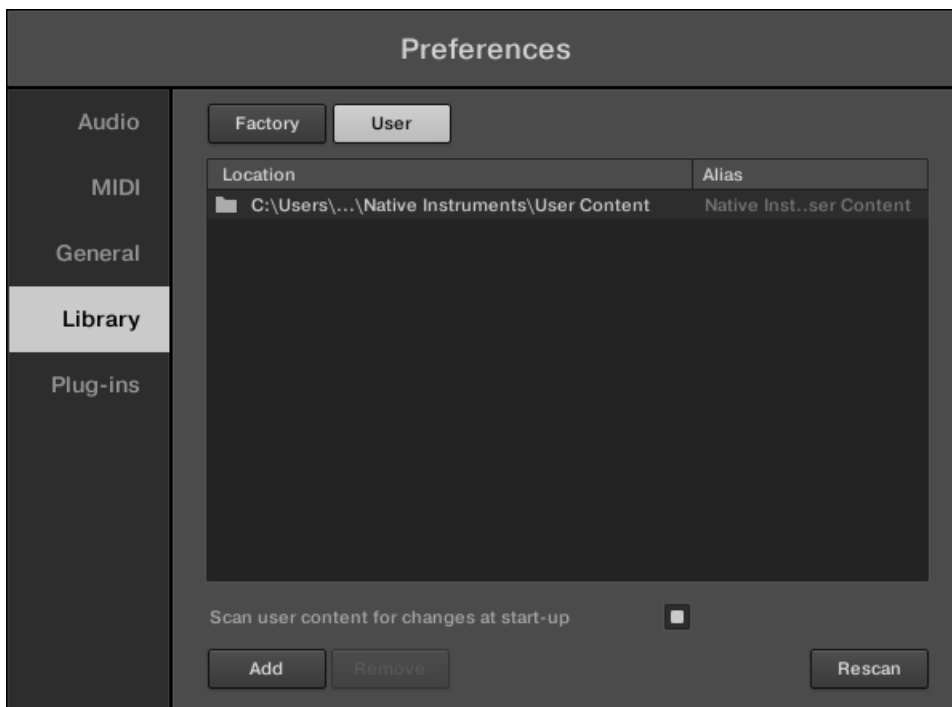 Preferences
Audio
MIDI
General
Library
Plug-ins
Factory User
Location Alias
C:\Users\...\Native Instruments\User Content Native Inst..ser Content
Scan user content for changes at start-up
Add Remove Rescan